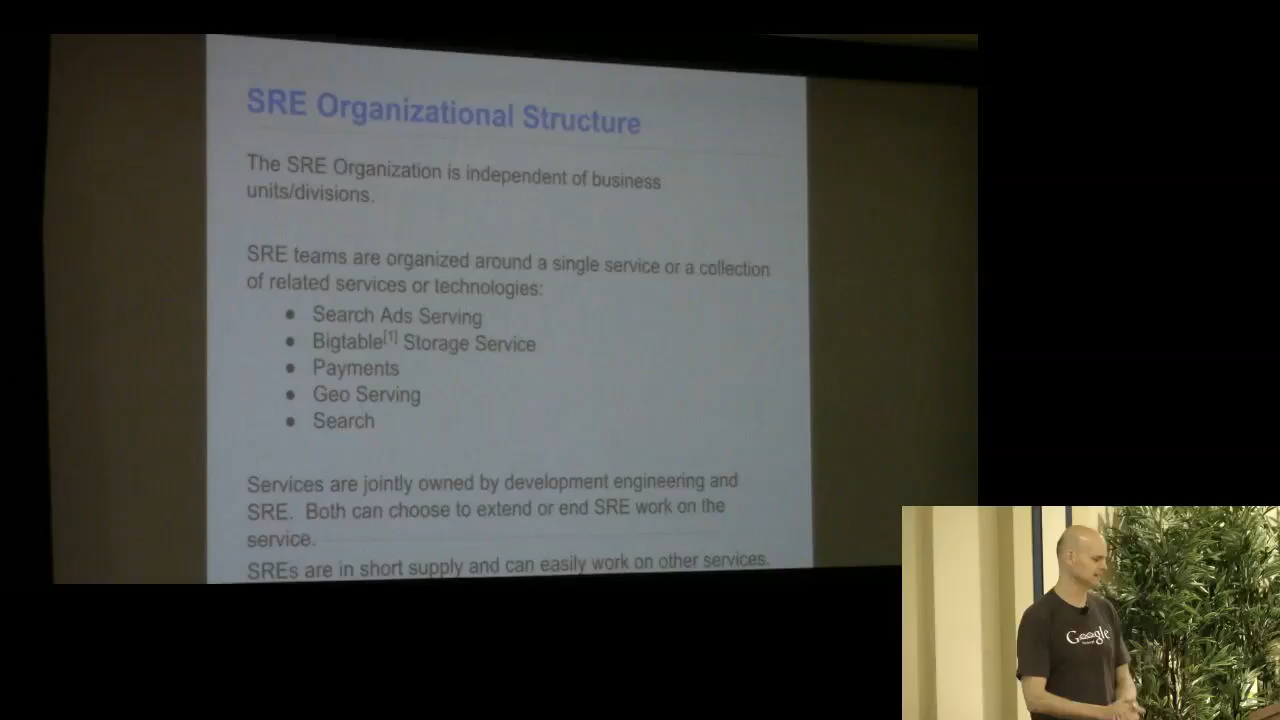 SRE Organizational Structure
The SRE Organization is independent of business
units/divisions.
SRE teams are organized around a single service or a collection
of related services or technologies:
● Search Ads Serving
● Bigtable[1] Storage Service
● Payments
● Geo Serving
● Search
Services are jointly owned by development engineering and
SRE. Both can choose to extend or end SRE work on the
service.
SREs are in short supply and can easily work on other services.
Google